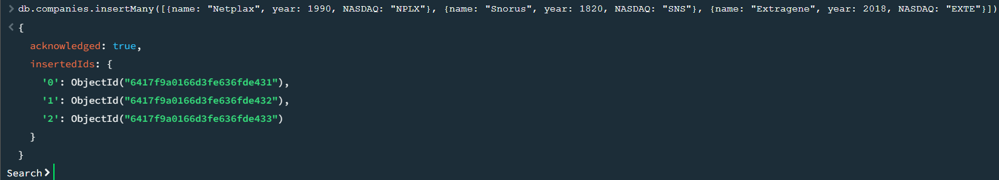 > db.companies.insertMany([{name: "Netplax", year: 1990, NASDAQ: "NPLX"}, {name: "Snorus", year: 1820, NASDAQ: "SNS"}, {name: "Extragene", year: 2018, NASDAQ: "EXTE"}])
< {
acknowledged: true,
insertedIds: {
'0': ObjectId("6417f9a0166d3fe636fde431"),
'1': ObjectId("6417f9a0166d3fe636fde432"),
'2': ObjectId("6417f9a0166d3fe636fde433")
}
}
Search>